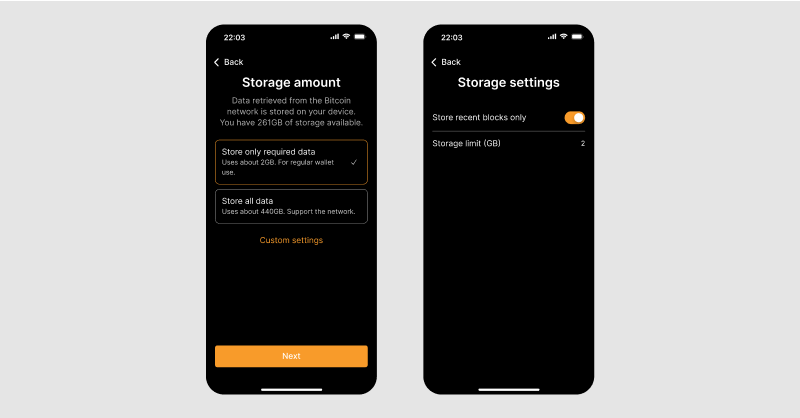 22:03
Back
Storage amount
Data retrieved from the Bitcoin
network is stored on your device.
You have 261GB of storage available.
Store only required data
Uses about 2GB. For regular wallet
use.
Store all data
Uses about 440GB. Support the network.
Custom settings
Next
22:03
Back
Storage settings
Store recent blocks only
Storage limit (GB) 2